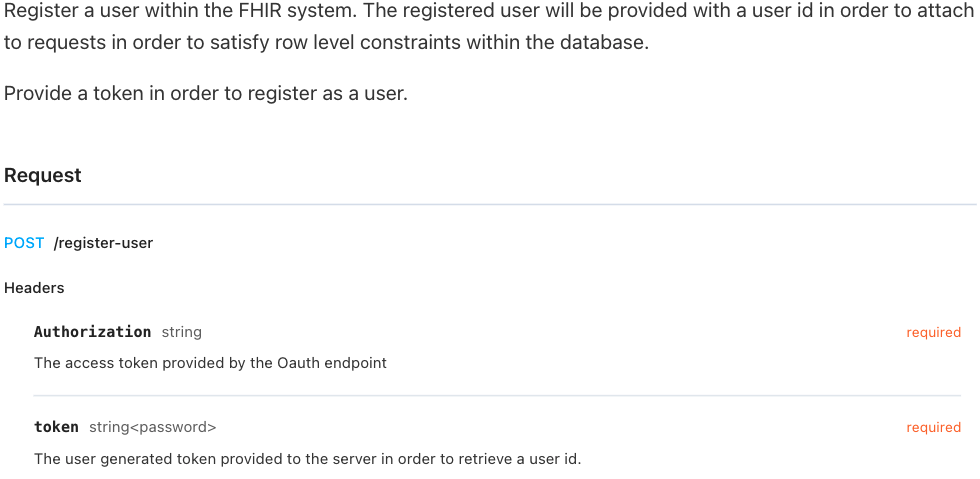 Register a user within the FHIR system. The registered user will be provided with a user id in order to attach
to requests in order to satisfy row level constraints within the database.
Provide a token in order to register as a user.
Request
POST /register-user
Headers
Authorization string required
The access token provided by the Oauth endpoint
token string<password> required
The user generated token provided to the server in order to retrieve a user id.